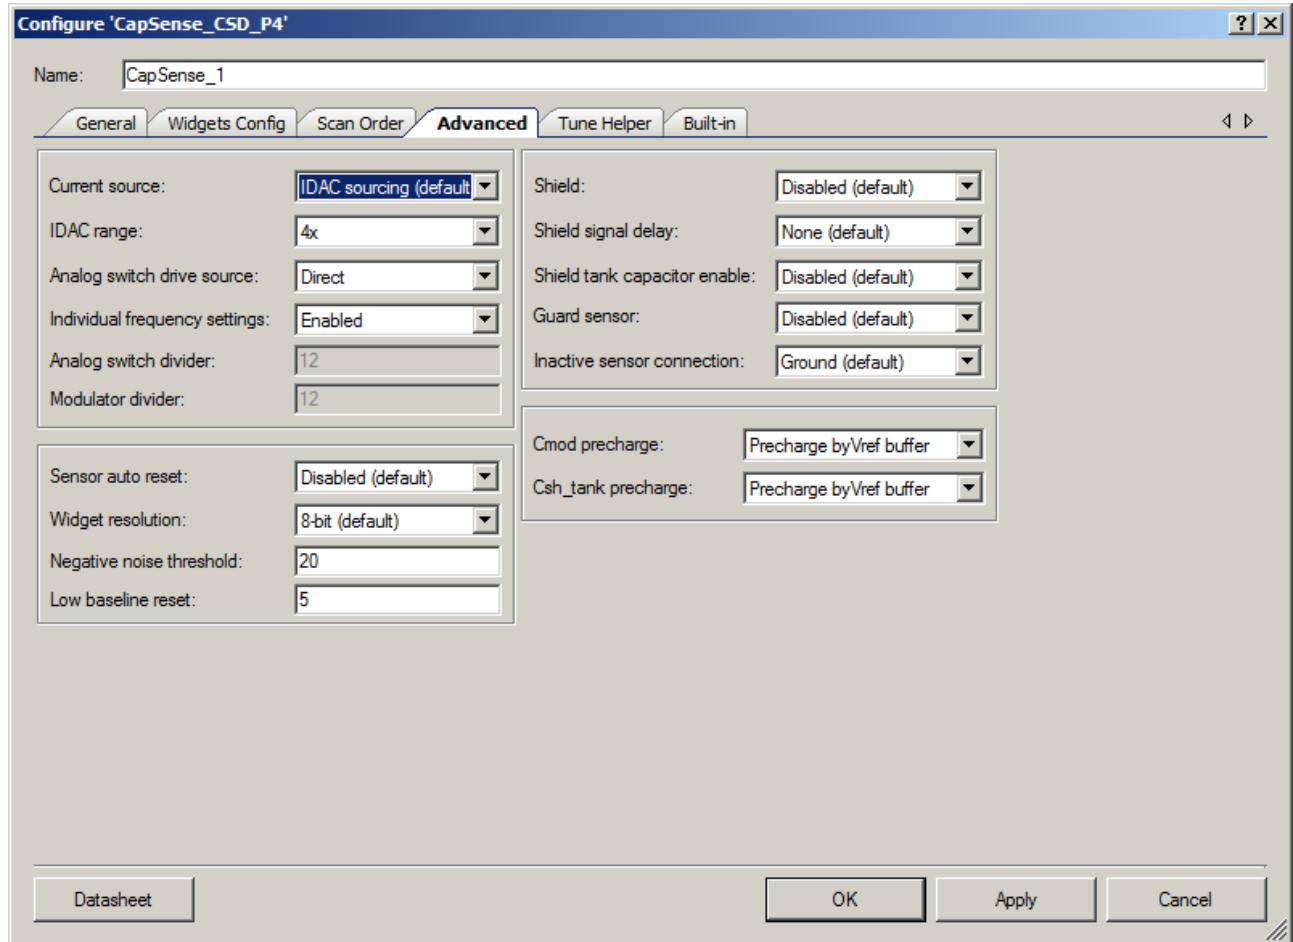 Configure 'CapSense_CSD_P4'
Name: CapSense_1
General Widgets Config Scan Order Advanced Tune Helper Built-in
Current source: IDAC sourcing (default
IDAC range: 4x
Analog switch drive source: Direct
Individual frequency settings: Enabled
Analog switch divider: 12
Modulator divider: 12
Sensor auto reset: Disabled (default)
Widget resolution: 8-bit (default)
Negative noise threshold: 20
Low baseline reset: 5
Shield: Disabled (default)
Shield signal delay: None (default)
Shield tank capacitor enable: Disabled (default)
Guard sensor: Disabled (default)
Inactive sensor connection: Ground (default)
Cmod precharge: Precharge byVref buffer
Csh_tank precharge: Precharge byVref buffer
Datasheet OK Apply Cancel